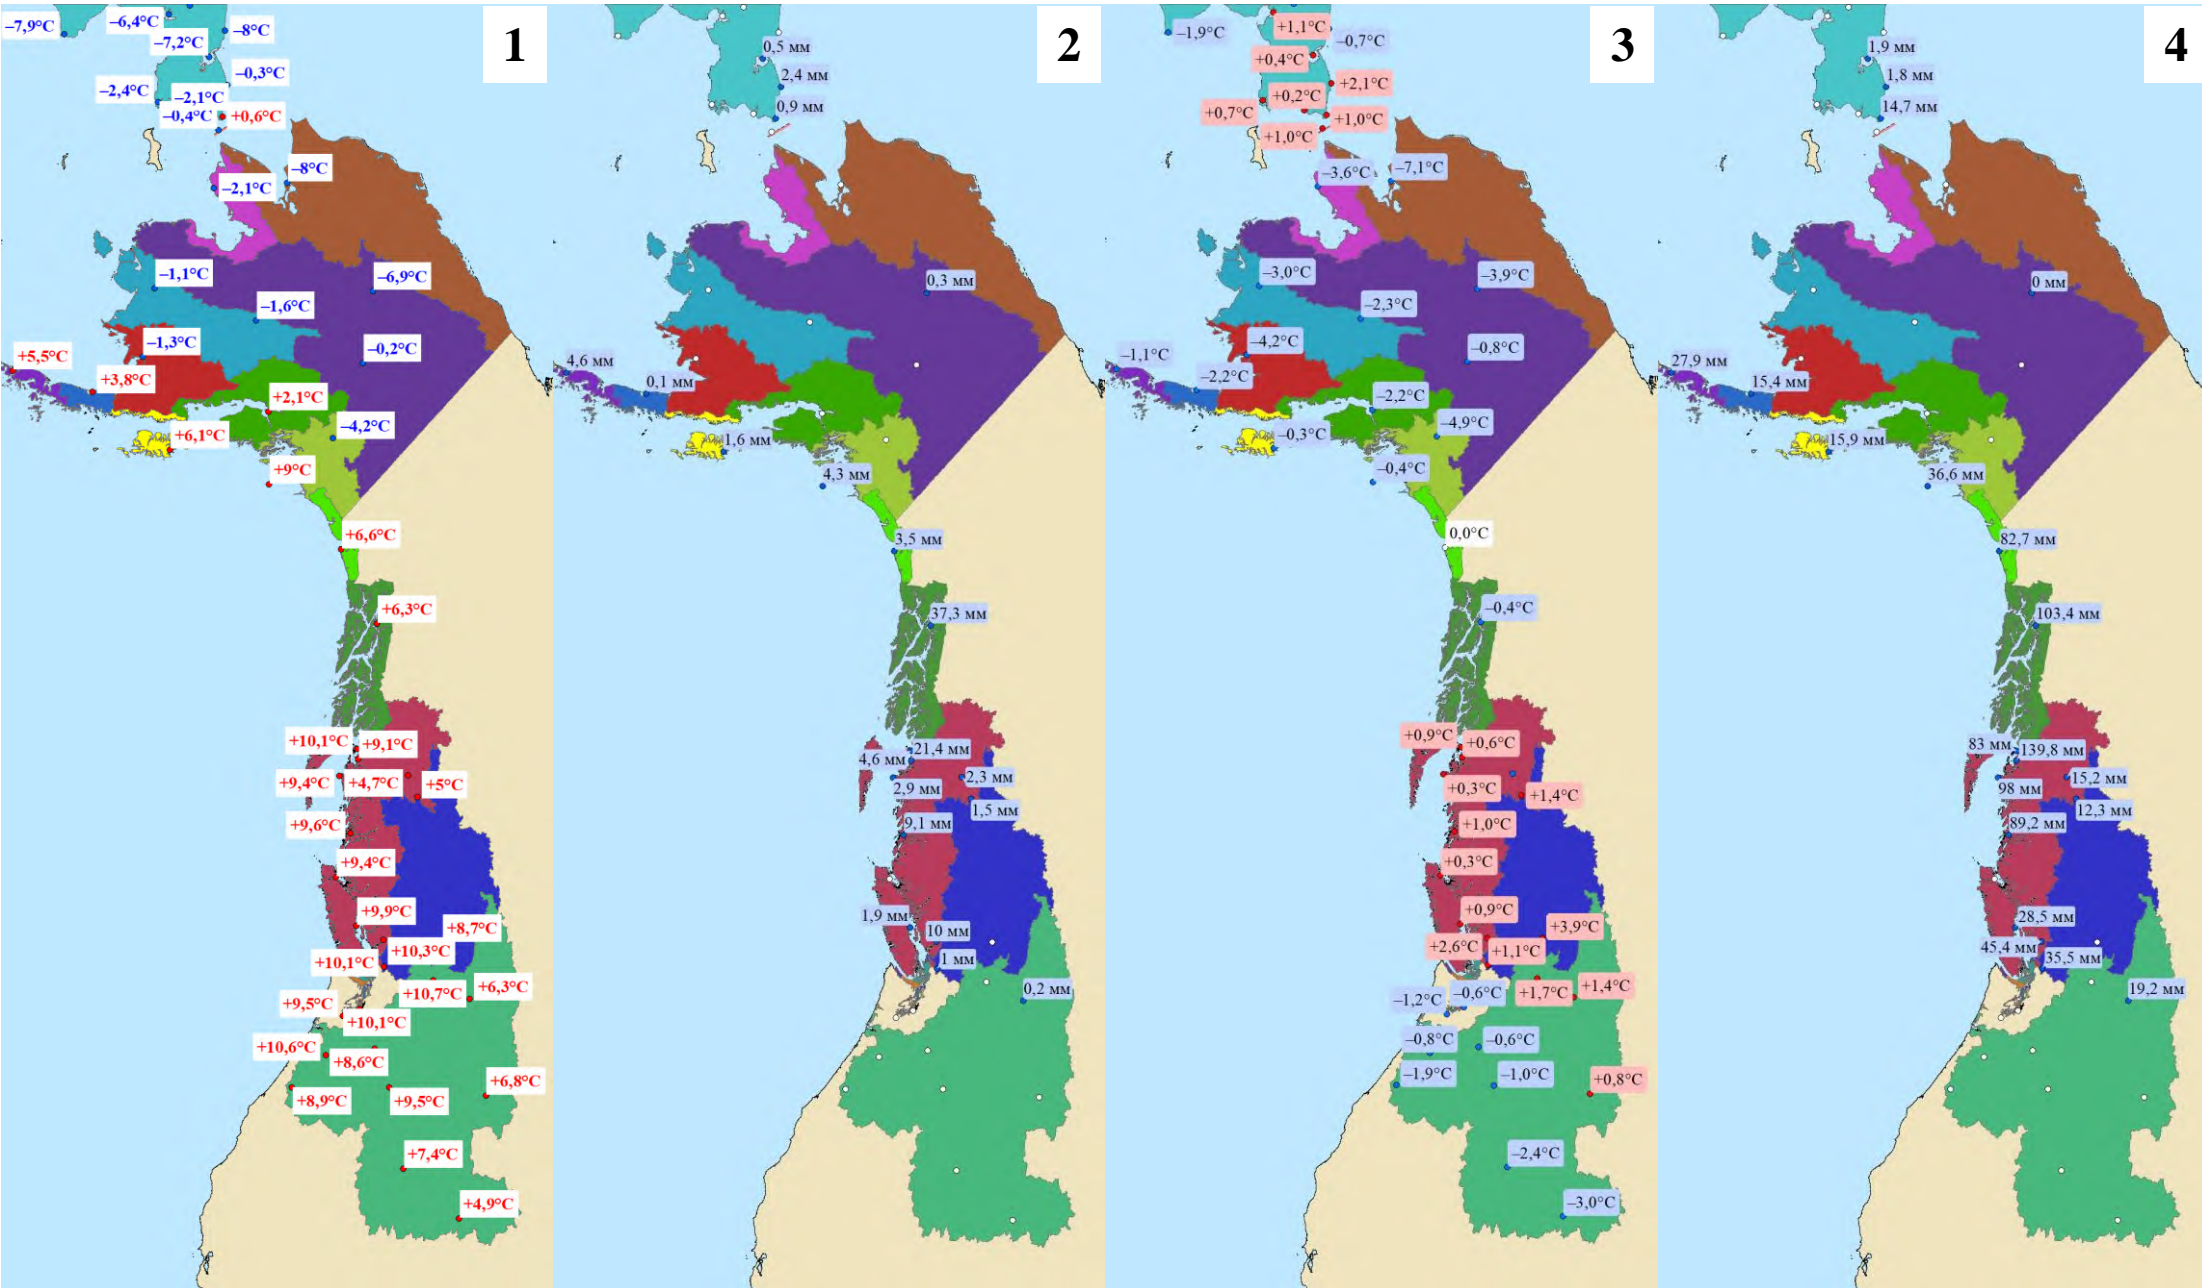 1
–7,9°C
–6,4°C
–7,2°C
–8°C
–0,3°C
–2,4°C
–2,1°C
–0,4°C
+0,6°C
–8°C
–2,1°C
–1,1°C
–6,9°C
–1,6°C
–1,3°C
–0,2°C
+5,5°C
+3,8°C
+2,1°C
–4,2°C
+6,1°C
+9°C
+6,6°C
+6,3°C
+10,1°C
+9,1°C
+9,4°C
+4,7°C
+5°C
+9,6°C
+9,4°C
+9,9°C
+8,7°C
+10,3°C
+10,1°C
+10,7°C
+6,3°C
+9,5°C
+10,1°C
+10,6°C
+8,6°C
+8,9°C
+9,5°C
+6,8°C
+7,4°C
+4,9°C
2
0,5 мм
2,4 мм
0,9 мм
0,3 мм
4,6 мм
0,1 мм
1,6 мм
4,3 мм
3,5 мм
37,3 мм
21,4 мм
4,6 мм
2,3 мм
2,9 мм
1,5 мм
9,1 мм
1,9 мм
10 мм
1 мм
0,2 мм
3
–1,9°C
+1,1°C
–0,7°C
+0,4°C
+2,1°C
+0,2°C
+0,7°C
+1,0°C
+1,0°C
–3,6°C
–7,1°C
–3,0°C
–3,9°C
–2,3°C
–4,2°C
–0,8°C
–1,1°C
–2,2°C
–2,2°C
–4,9°C
–0,3°C
–0,4°C
0,0°C
–0,4°C
+0,9°C
+0,6°C
+0,3°C
+1,4°C
+1,0°C
+0,3°C
+0,9°C
+3,9°C
+2,6°C
+1,1°C
+1,7°C
+1,4°C
–1,2°C
–0,6°C
–0,8°C
–0,6°C
–1,9°C
–1,0°C
+0,8°C
–2,4°C
–3,0°C
4
1,9 мм
1,8 мм
14,7 мм
0 мм
27,9 мм
15,4 мм
15,9 мм
36,6 мм
82,7 мм
103,4 мм
83 мм
139,8 мм
15,2 мм
98 мм
12,3 мм
89,2 мм
28,5 мм
45,4 мм
35,5 мм
19,2 мм